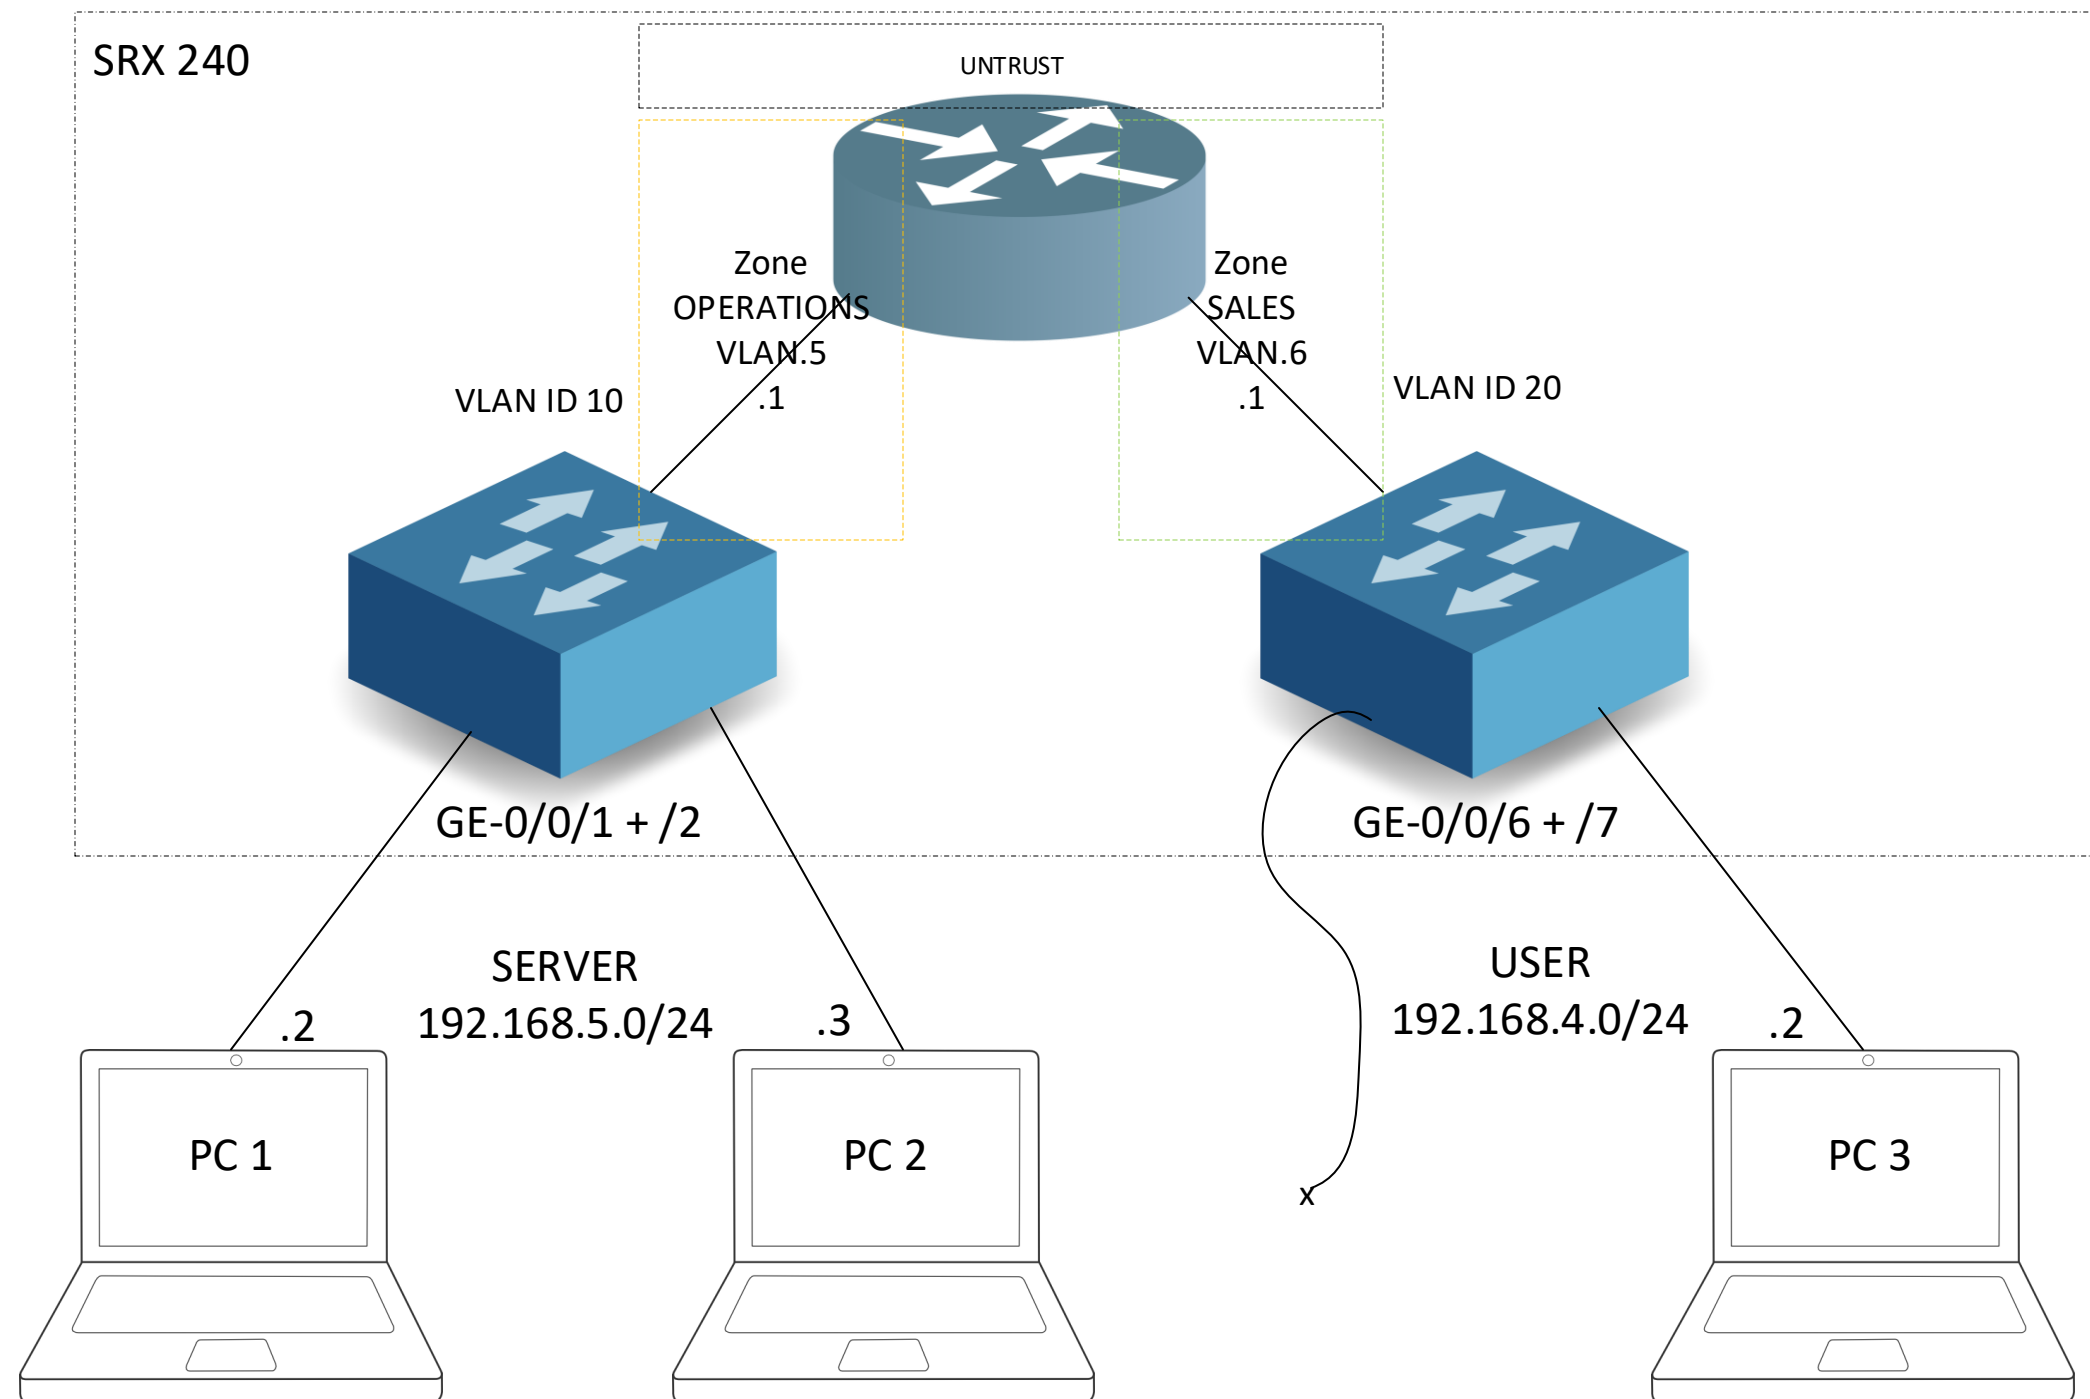 SRX 240
UNTRUST
Zone
OPERATIONS
VLAN.5
.1
Zone
SALES
VLAN.6
.1
VLAN ID 10
VLAN ID 20
GE-0/0/1 + /2
GE-0/0/6 + /7
SERVER
192.168.5.0/24
USER
192.168.4.0/24
.2
.3
.2
PC 1
PC 2
x
PC 3